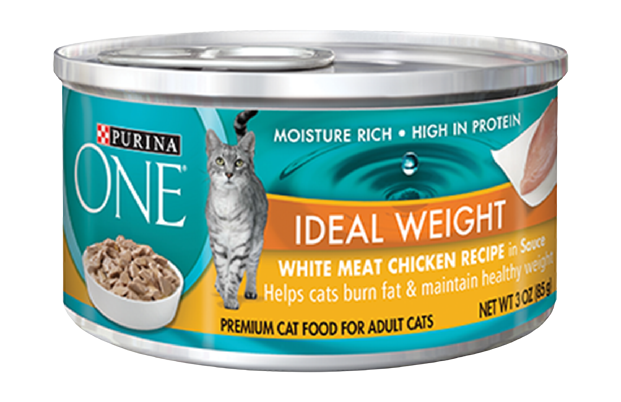 PURINA
ONE®
MOISTURE RICH • HIGH IN PROTEIN
IDEAL WEIGHT
WHITE MEAT CHICKEN RECIPE in Sauce
Helps cats burn fat & maintain healthy weight
NET WT 3 OZ (85 g)
PREMIUM CAT FOOD FOR ADULT CATS